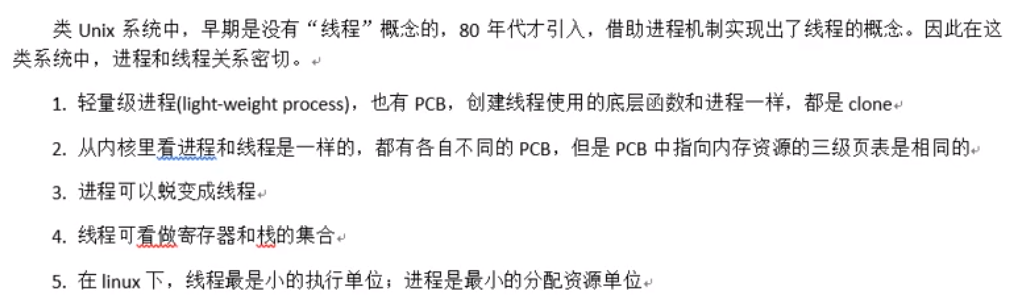 类 Unix 系统中，早期是没有“线程”概念的，80 年代才引入，借助进程机制实现出了线程的概念。因此在这
类系统中，进程和线程关系密切。
1. 轻量级进程(light-weight process)，也有 PCB，创建线程使用的底层函数和进程一样，都是 clone
2. 从内核里看进程和线程是一样的，都有各自不同的 PCB，但是 PCB 中指向内存资源的三级页表是相同的
3. 进程可以蜕变成线程
4. 线程可看做寄存器和栈的集合
5. 在 linux 下，线程最是小的执行单位；进程是最小的分配资源单位